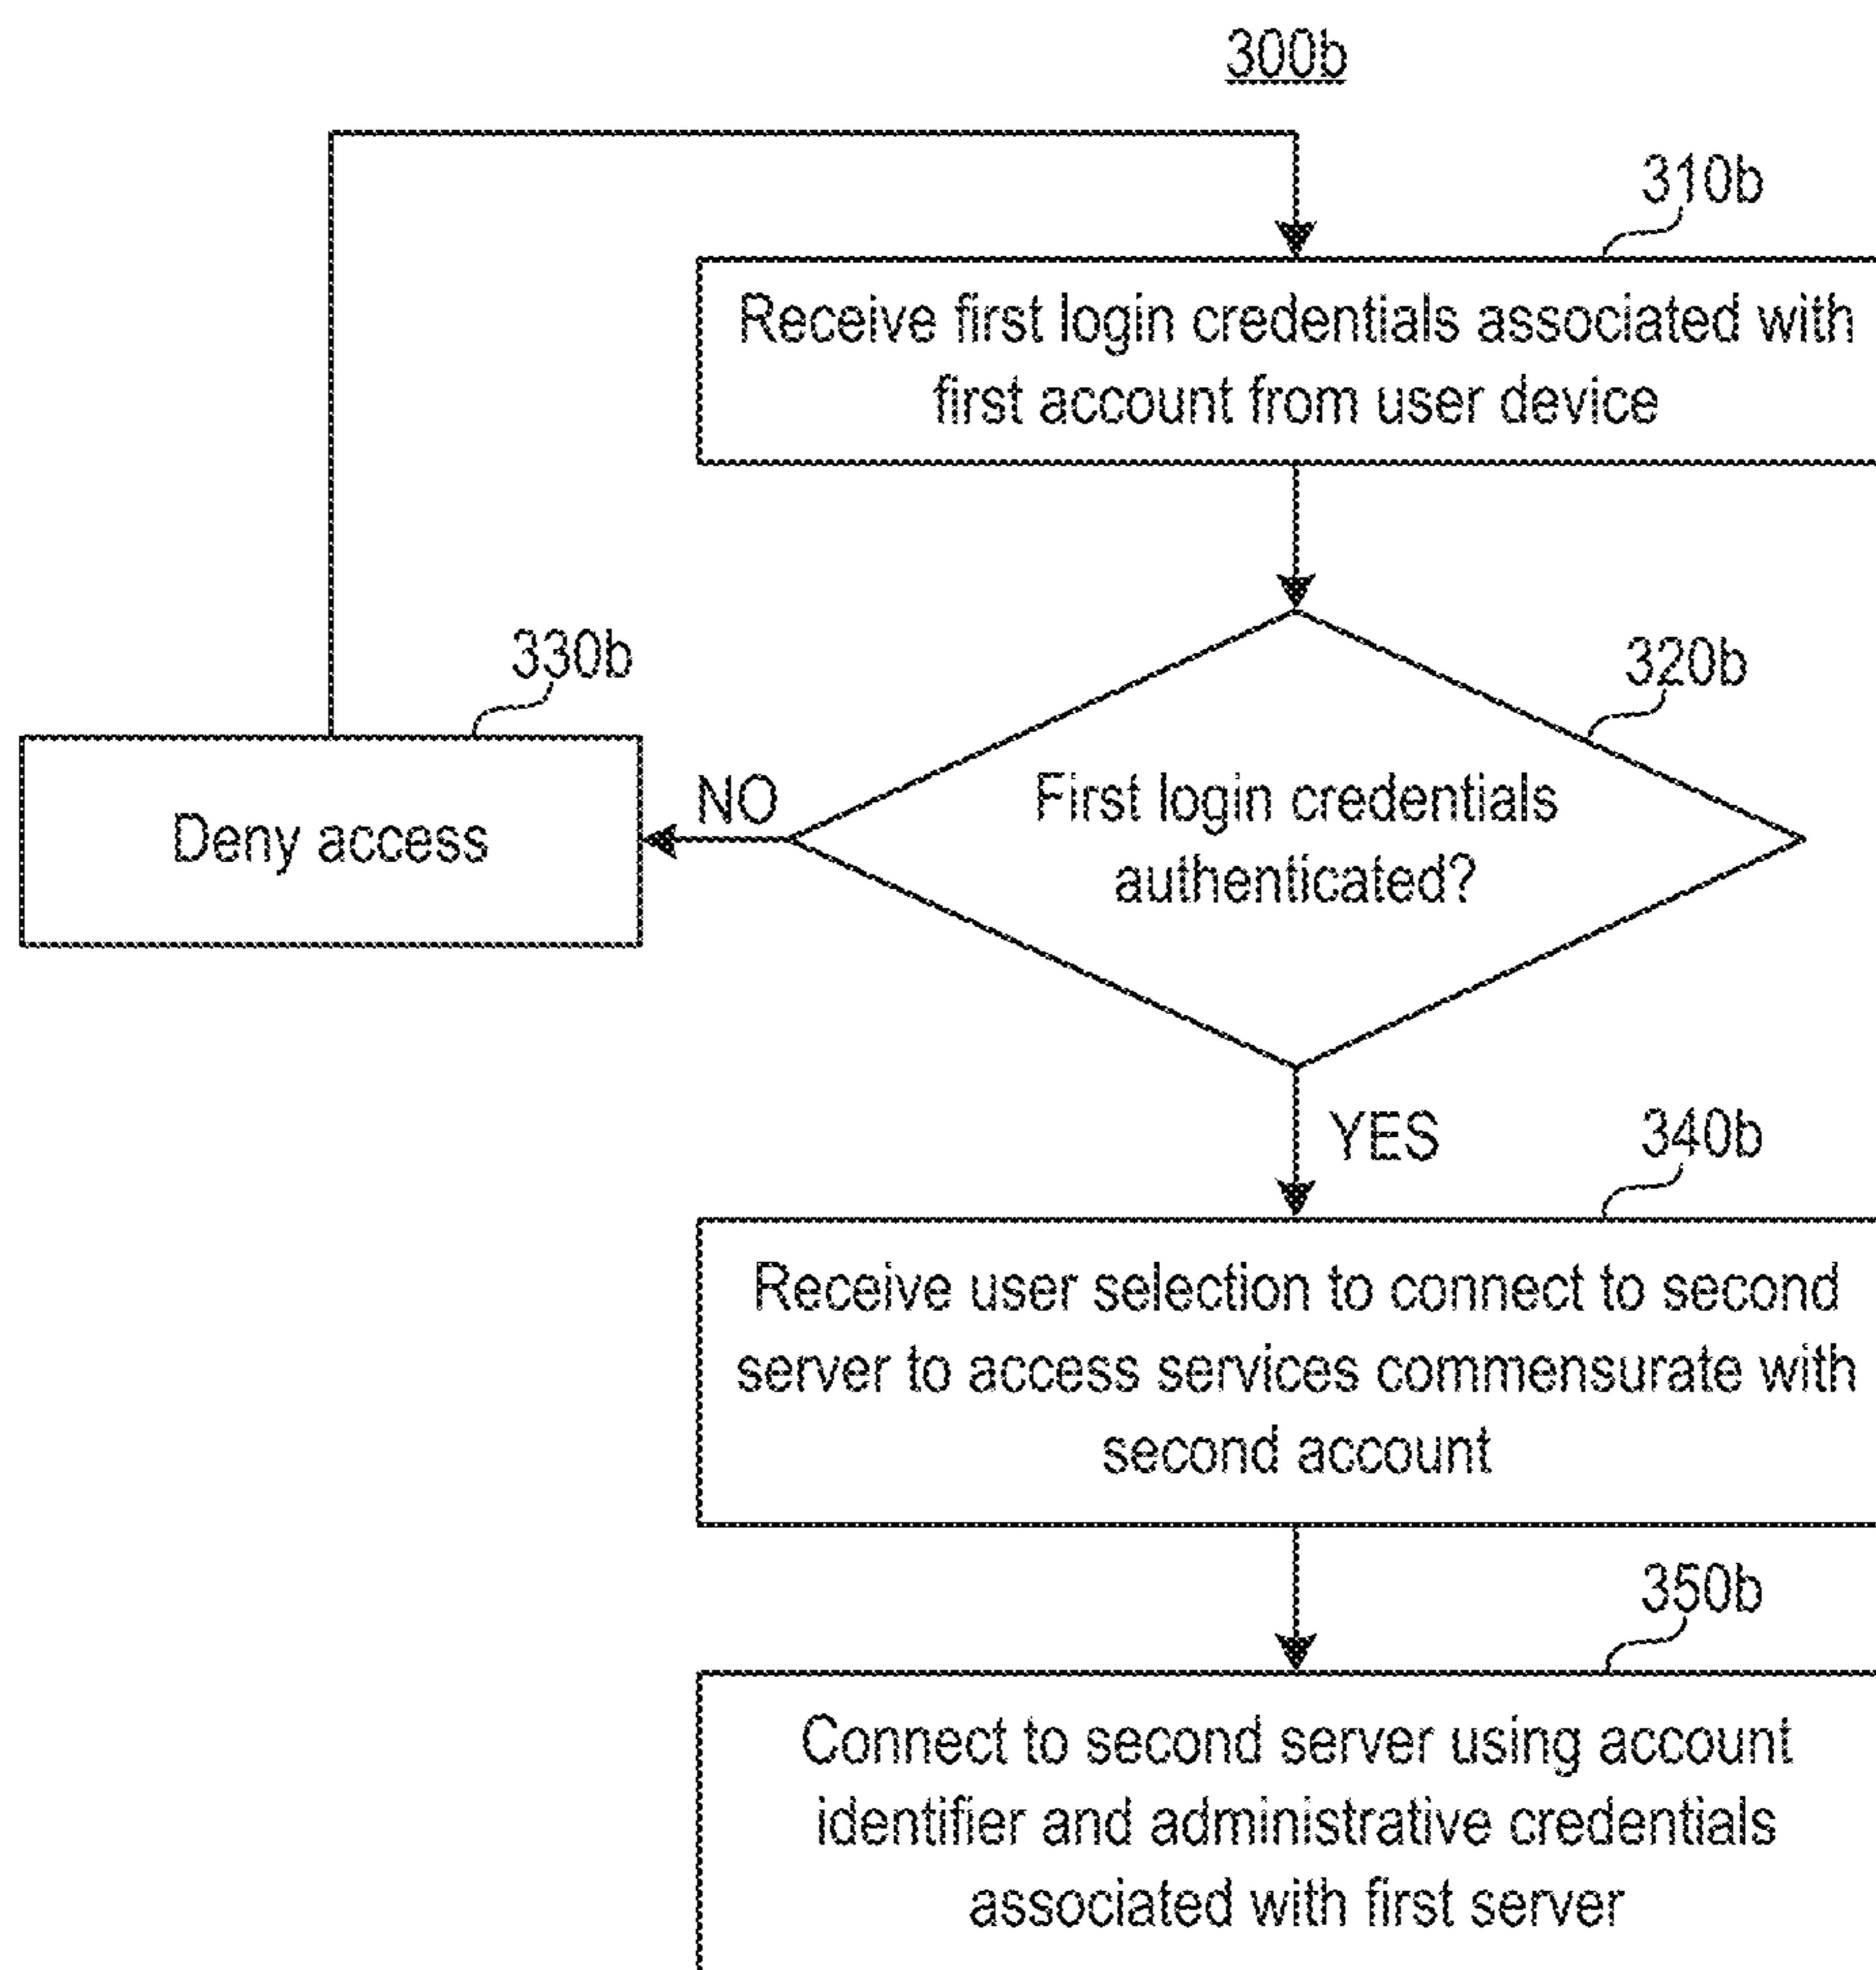 300b
310b
Receive first login credentials associated with
first account from user device
330b
320b
Deny access
NO
First login credentials
authenticated?
YES
340b
Receive user selection to connect to second
server to access services commensurate with
second account
350b
Connect to second server using account
identifier and administrative credentials
associated with first server